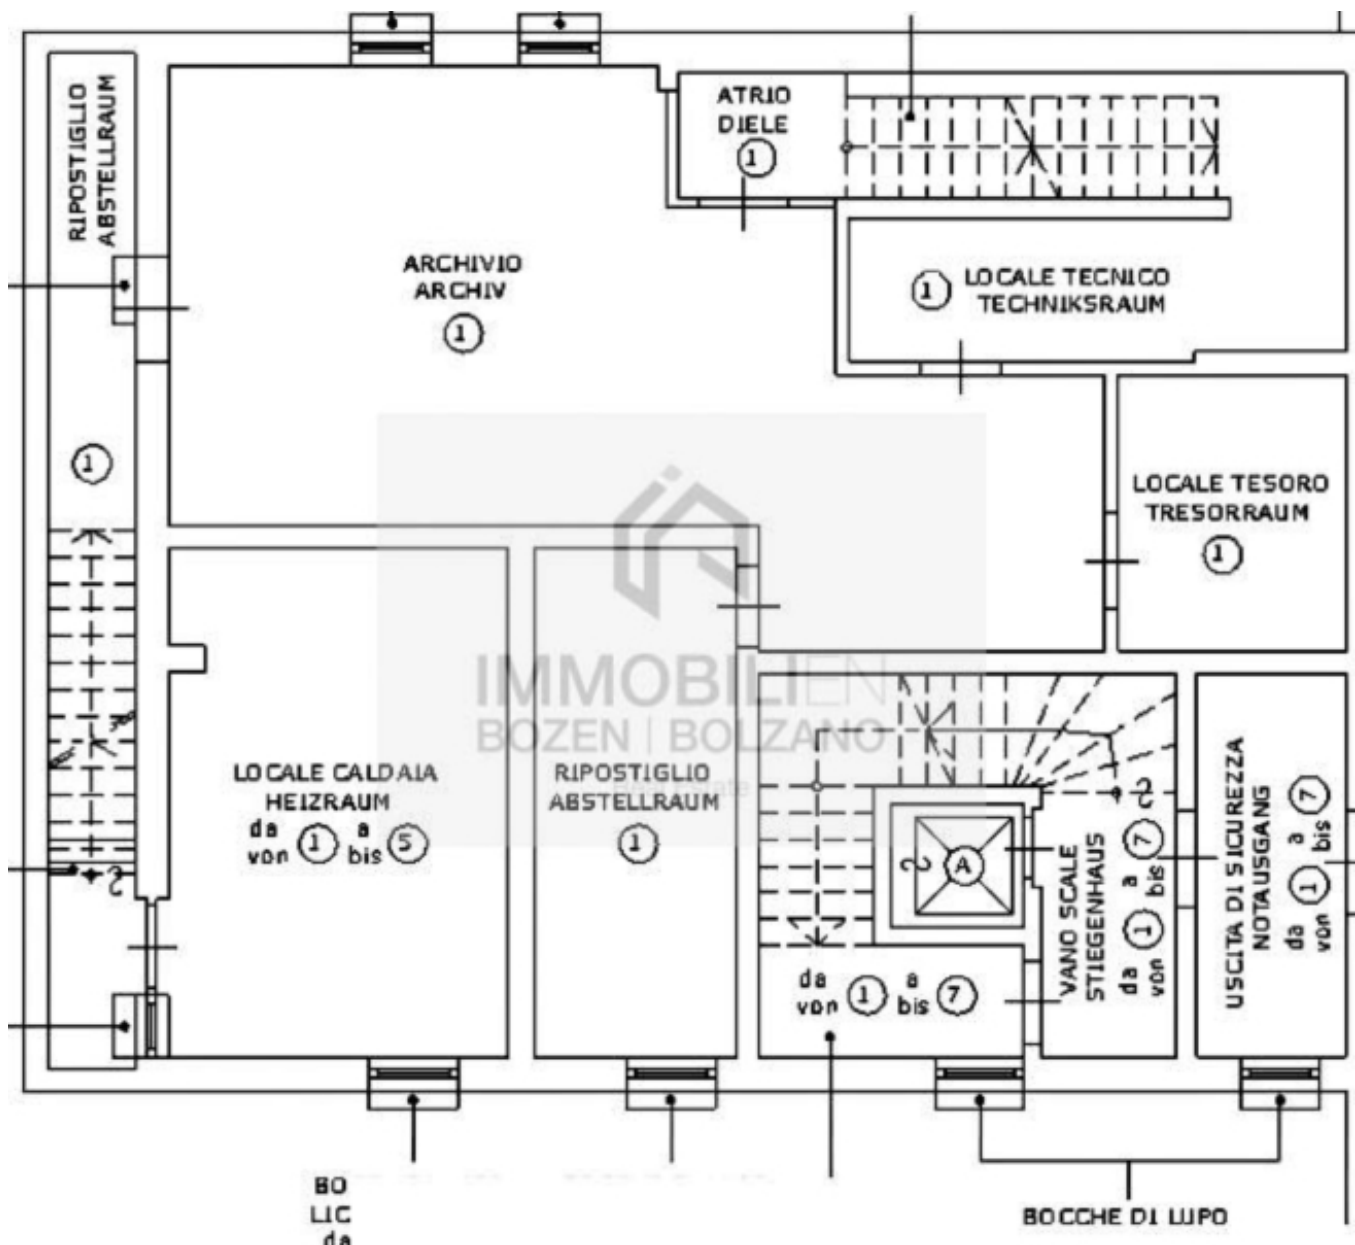 RIPOSTIGLIO
ABSTELLRAUM
1
ATRIO
DIELE
1
ARCHIVIO
ARCHIV
1
1 LOCALE TECNICO
TECHNIKSRAUM
LOCALE TESORO
TRESORRAUM
1
IMMOBILIEN
BOZEN | BOLZANO
Real Estate
LOCALE CALDAIA
HEIZRAUM
da 1 a 5
von bis
RIPOSTIGLIO
ABSTELLRAUM
1
A
VANO SCALE
STIEGENHAUS
da 1 a 7
von bis
USCITA DI SICUREZZA
NOTAUSGANG
da 1 a 7
von bis
da 1 a 7
von bis
BO
LIC
da
BOCCHE DI LUPO